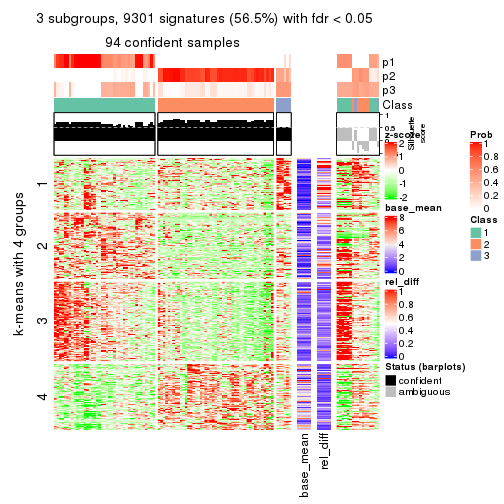 3 subgroups, 9301 signatures (56.5%) with fdr < 0.05
94 confident samples
p1
p2
p3
Class
1
0.5
0
Silhouette
score
k-means with 4 groups
1
2
3
4
base_mean
rel_diff
z-score
2
1
0
-1
-2
base_mean
8
6
4
2
0
rel_diff
1
0.8
0.6
0.4
0.2
0
Status (barplots)
confident
ambiguous
Prob
1
0.8
0.6
0.4
0.2
0
Class
1
2
3